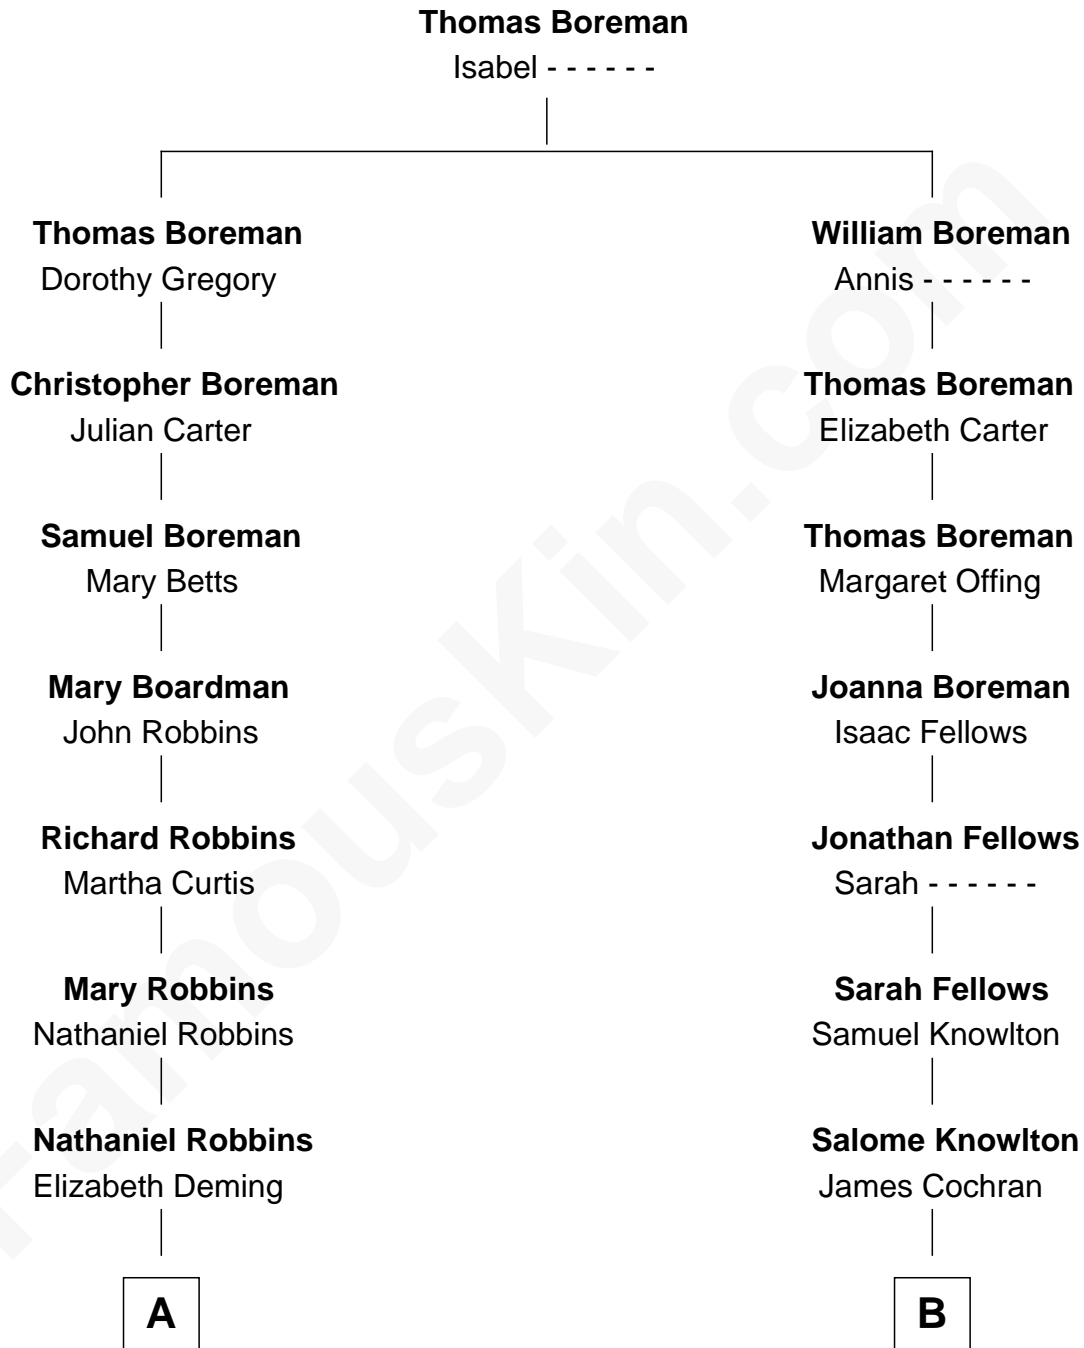 Thomas Boreman
Isabel - - - - - -
Thomas Boreman
Dorothy Gregory
William Boreman
Annis - - - - - -
Christopher Boreman
Julian Carter
Thomas Boreman
Elizabeth Carter
Samuel Boreman
Mary Betts
Thomas Boreman
Margaret Offing
Mary Boardman
John Robbins
Joanna Boreman
Isaac Fellows
Richard Robbins
Martha Curtis
Jonathan Fellows
Sarah - - - - - -
Mary Robbins
Nathaniel Robbins
Sarah Fellows
Samuel Knowlton
Nathaniel Robbins
Elizabeth Deming
Salome Knowlton
James Cochran
A
B
FamousKin.com